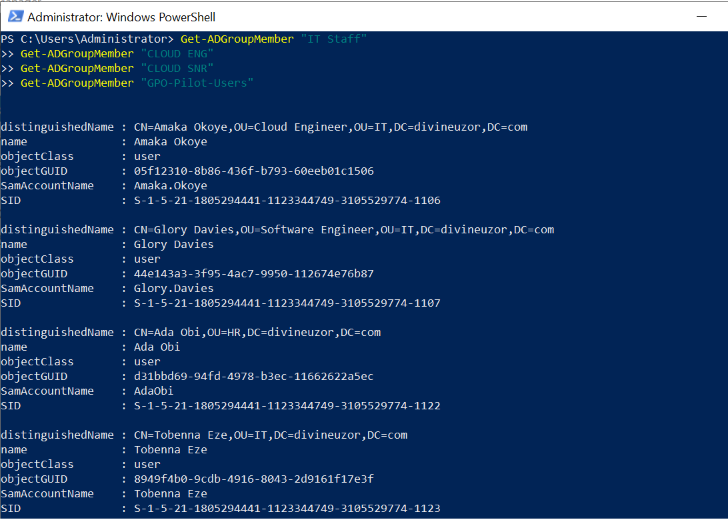 Administrator: Windows PowerShell
PS C:\Users\Administrator> Get-ADGroupMember "IT Staff"
>> Get-ADGroupMember "CLOUD ENG"
>> Get-ADGroupMember "CLOUD SNR"
>> Get-ADGroupMember "GPO-Pilot-Users"
distinguishedName : CN=Amaka Okoye,OU=Cloud Engineer,OU=IT,DC=divineuzor,DC=com
name : Amaka Okoye
objectClass : user
objectGUID : 05f12310-8b86-436f-b793-60eeb01c1506
SamAccountName : Amaka.Okoye
SID : S-1-5-21-1805294441-1123344749-3105529774-1106
distinguishedName : CN=Glory Davies,OU=Software Engineer,OU=IT,DC=divineuzor,DC=com
name : Glory Davies
objectClass : user
objectGUID : 44e143a3-3f95-4ac7-9950-112674e76b87
SamAccountName : Glory.Davies
SID : S-1-5-21-1805294441-1123344749-3105529774-1107
distinguishedName : CN=Ada Obi,OU=HR,DC=divineuzor,DC=com
name : Ada Obi
objectClass : user
objectGUID : d31bbd69-94fd-4978-b3ec-11662622a5ec
SamAccountName : AdaObi
SID : S-1-5-21-1805294441-1123344749-3105529774-1122
distinguishedName : CN=Tobenna Eze,OU=IT,DC=divineuzor,DC=com
name : Tobenna Eze
objectClass : user
objectGUID : 8949f4b0-9cdb-4916-8043-2d9161f17e3f
SamAccountName : Tobenna Eze
SID : S-1-5-21-1805294441-1123344749-3105529774-1123